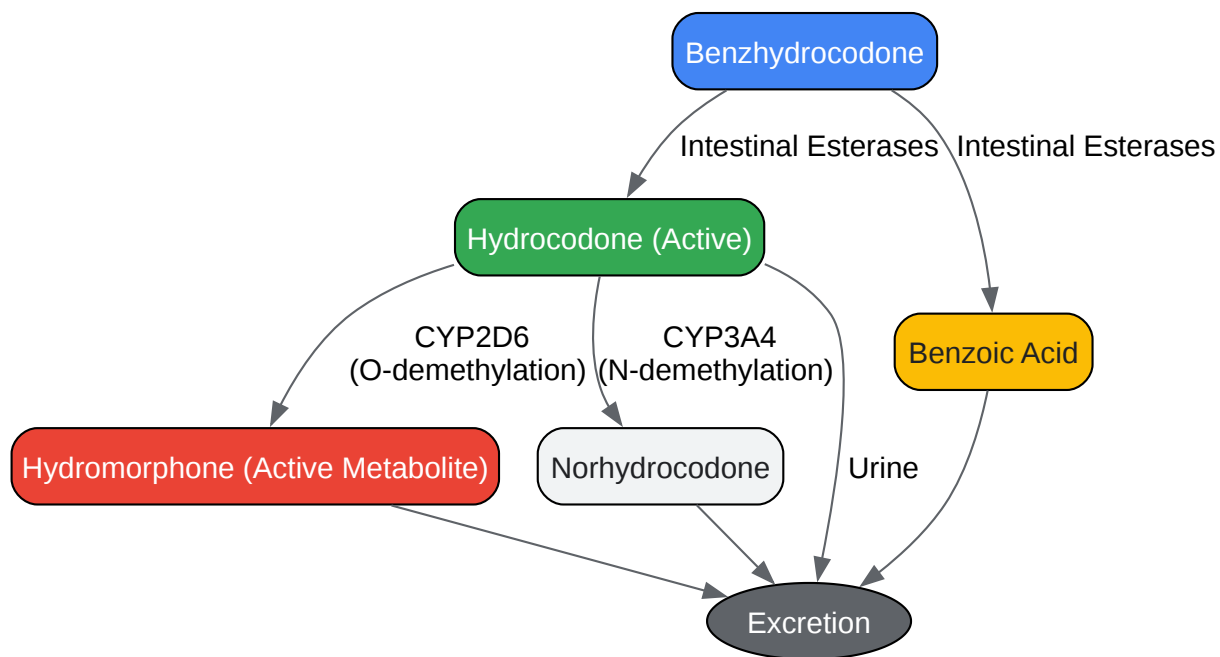 Benzhydrocodone
Intestinal Esterases
Intestinal Esterases
Hydrocodone (Active)
CYP2D6
(O-demethylation)
CYP3A4
(N-demethylation)
Benzoic Acid
Hydromorphone (Active Metabolite)
Norhydrocodone
Urine
Excretion